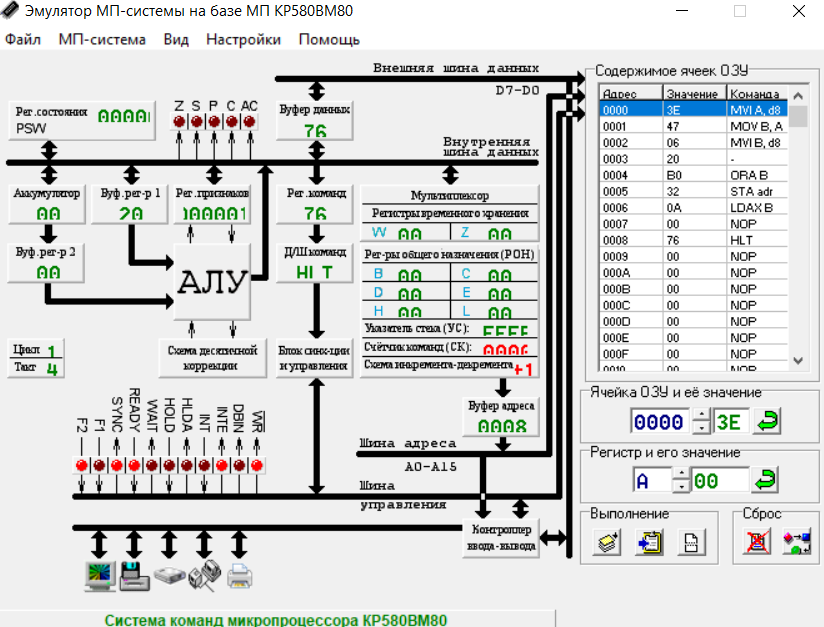 Эмулятор МП-системы на базе МП КР580ВМ80
Файл МП-система Вид Настройки Помощь
Внешняя шина данных
D7-D0
Рег.состояния
PSW
Z S P C AC
Буфер данных
76
Внутренняя
шина данных
Аккумулятор
00
Буф.рег-р 1
20
Рег.признаков
Рег.команд
76
Мультиплексор
Регистры временного хранения
W 00 Z 00
Буф.рег-р 2
00
АЛУ
Д/Ш команд
HLT
Рег-ры общего назначения (РОН)
B 00 C 00
D 00 E 00
H 00 L 00
Указатель стека (УС):
Счётчик команд (СК):
Схема инкремента-декремента +1
Цикл 1
Такт 4
Схема десятичной
коррекции
Блок синх-ции
и управления
Буфер адреса
0008
F2 F1 SYNC READY WAIT HOLD HLDA INT INTE DBIN WR
Шина адреса
A0-A15
Шина
управления
Контроллер
ввода-вывода
Система команд микропроцессора КР580ВМ80
Содержимое ячеек ОЗУ
Адрес Значение Команда
0000 3E MVI A, d8
0001 47 MOV B, A
0002 06 MVI B, d8
0003 20 -
0004 B0 ORA B
0005 32 STA adr
0006 0A LDAX B
0007 00 NOP
0008 76 HLT
0009 00 NOP
000A 00 NOP
000B 00 NOP
000C 00 NOP
000D 00 NOP
000E 00 NOP
000F 00 NOP
0010 00 NOP
Ячейка ОЗУ и её значение
0000 3E
Регистр и его значение
A 00
Выполнение
Сброс